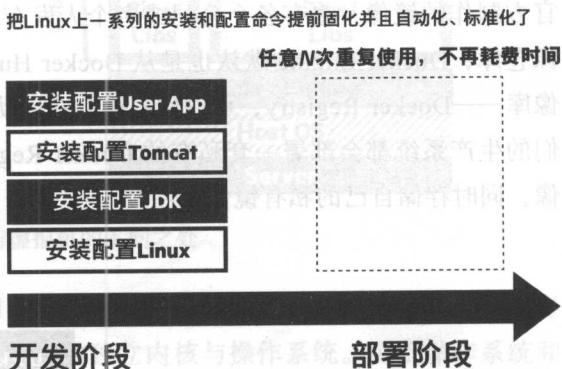 把Linux上一系列的安装和配置命令提前固化并且自动化、标准化了
任意N次重复使用，不再耗费时间
安装配置User App
安装配置Tomcat
安装配置JDK
安装配置Linux
开发阶段
部署阶段